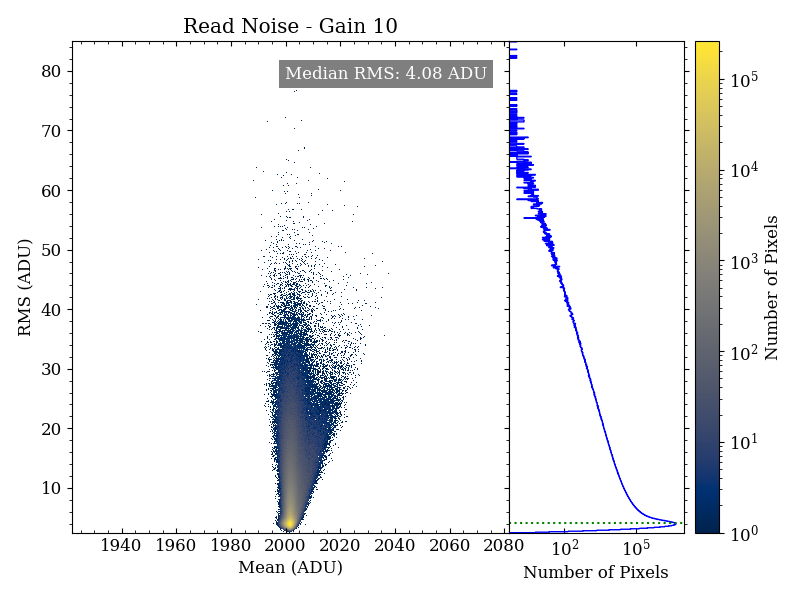 Read Noise - Gain 10
Median RMS: 4.08 ADU
RMS (ADU)
80
70
60
50
40
30
20
10
1940 1960 1980 2000 2020 2040 2060 2080
Mean (ADU)
10² 10⁵
Number of Pixels
10⁵
10⁴
10³
10²
10¹
10⁰
Number of Pixels